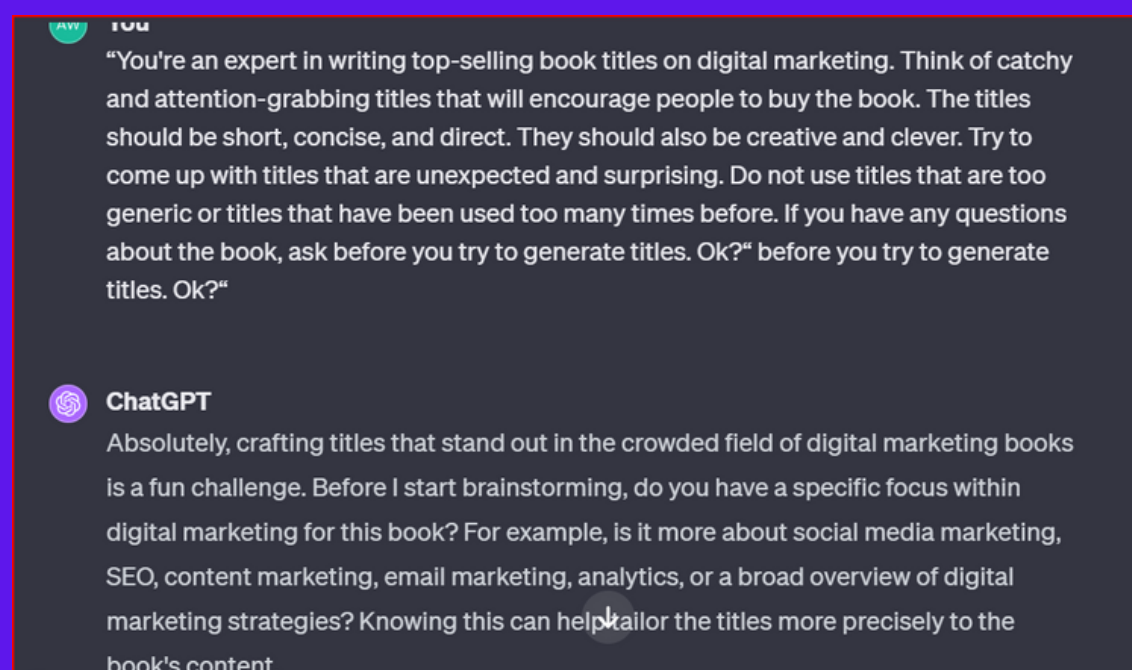 AW
You
“You're an expert in writing top-selling book titles on digital marketing. Think of catchy
and attention-grabbing titles that will encourage people to buy the book. The titles
should be short, concise, and direct. They should also be creative and clever. Try to
come up with titles that are unexpected and surprising. Do not use titles that are too
generic or titles that have been used too many times before. If you have any questions
about the book, ask before you try to generate titles. Ok?“ before you try to generate
titles. Ok?“
ChatGPT
Absolutely, crafting titles that stand out in the crowded field of digital marketing books
is a fun challenge. Before I start brainstorming, do you have a specific focus within
digital marketing for this book? For example, is it more about social media marketing,
SEO, content marketing, email marketing, analytics, or a broad overview of digital
marketing strategies? Knowing this can help tailor the titles more precisely to the
book's content.